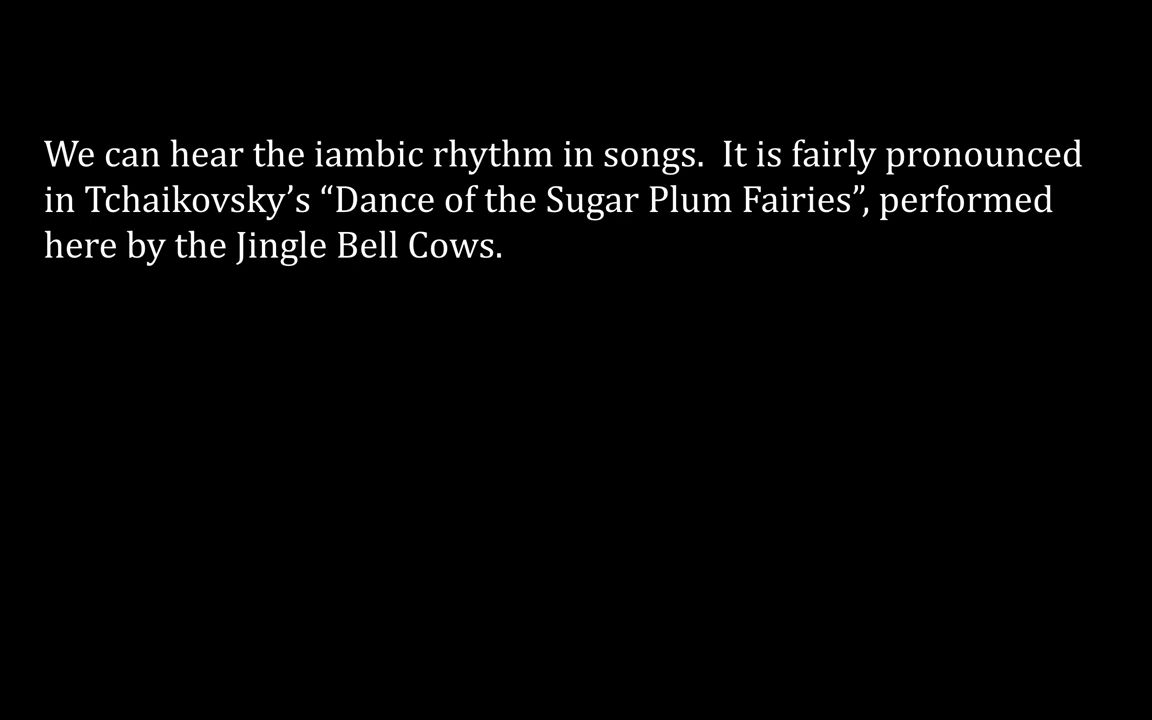 We can hear the iambic rhythm in songs.  It is fairly pronounced
in Tchaikovsky’s “Dance of the Sugar Plum Fairies”, performed
here by the Jingle Bell Cows.